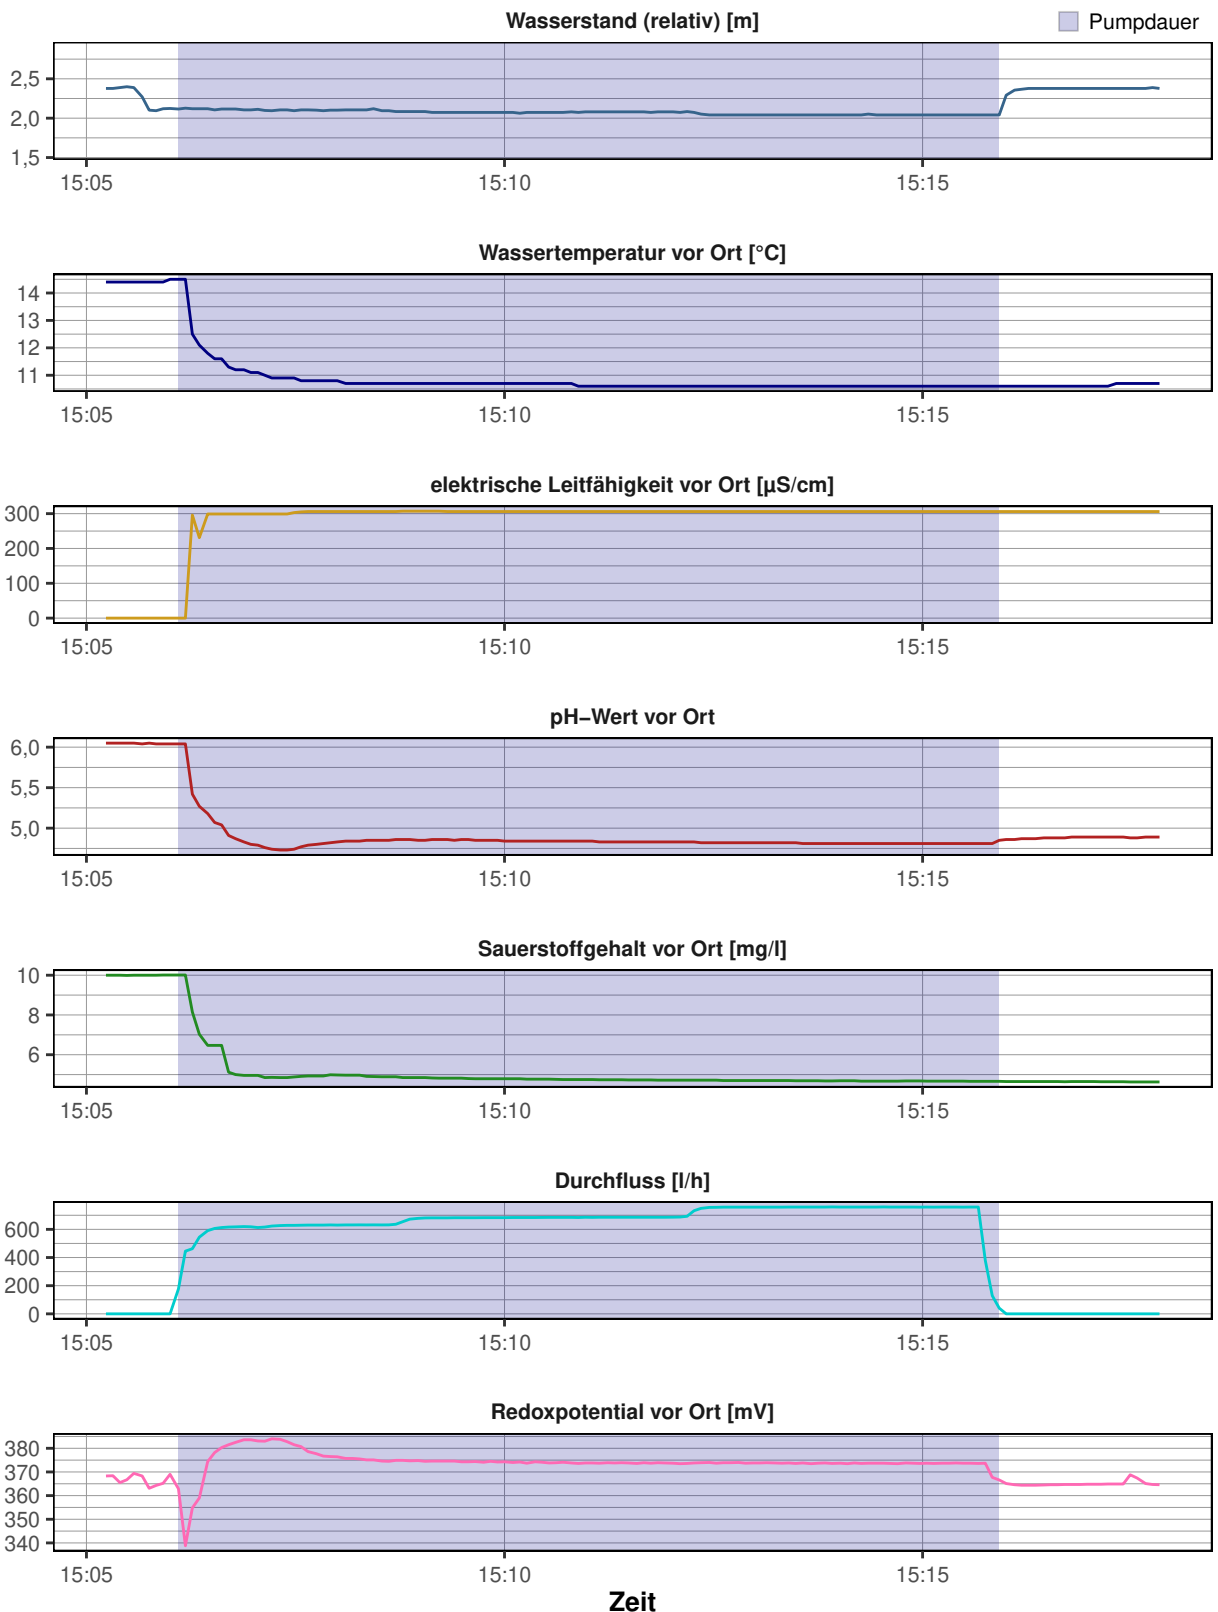 Wasserstand (relativ) [m]
Pumpdauer
2,5
2,0
1,5
15:05 15:10 15:15
Wassertemperatur vor Ort [°C]
14
13
12
11
15:05 15:10 15:15
elektrische Leitfähigkeit vor Ort [µS/cm]
300
200
100
0
15:05 15:10 15:15
pH−Wert vor Ort
6,0
5,5
5,0
15:05 15:10 15:15
Sauerstoffgehalt vor Ort [mg/l]
10
8
6
15:05 15:10 15:15
Durchfluss [l/h]
600
400
200
0
15:05 15:10 15:15
Redoxpotential vor Ort [mV]
380
370
360
350
340
15:05 15:10 15:15
Zeit